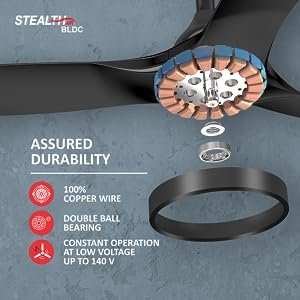 STEALTH
BLDC
ASSURED
DURABILITY
100%
COPPER WIRE
DOUBLE BALL
BEARING
CONSTANT OPERATION
AT LOW VOLTAGE
UP TO 140 V